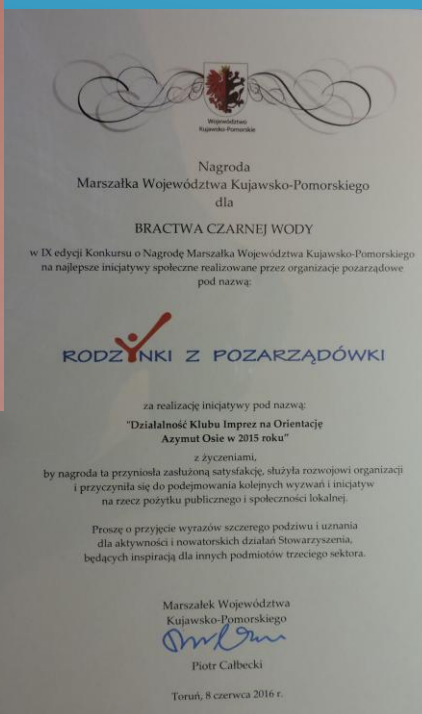 Województwo
Kujawsko-Pomorskie
Nagroda
Marszałka Województwa Kujawsko-Pomorskiego
dla
BRACTWA CZARNEJ WODY
w IX edycji Konkursu o Nagrodę Marszałka Województwa Kujawsko-Pomorskiego
na najlepsze inicjatywy społeczne realizowane przez organizacje pozarządowe
pod nazwą:
RODZYNKI Z POZARZĄDÓWKI
za realizację inicjatywy pod nazwą:
"Działalność Klubu Imprez na Orientację
Azymut Osie w 2015 roku"
z życzeniami,
by nagroda ta przyniosła zasłużoną satysfakcję, służyła rozwojowi organizacji
i przyczyniła się do podejmowania kolejnych wyzwań i inicjatyw
na rzecz pożytku publicznego i społeczności lokalnej.
Proszę o przyjęcie wyrazów szczerego podziwu i uznania
dla aktywności i nowatorskich działań Stowarzyszenia,
będących inspiracją dla innych podmiotów trzeciego sektora.
Marszałek Województwa
Kujawsko-Pomorskiego
Piotr Całbecki
Toruń, 8 czerwca 2016 r.